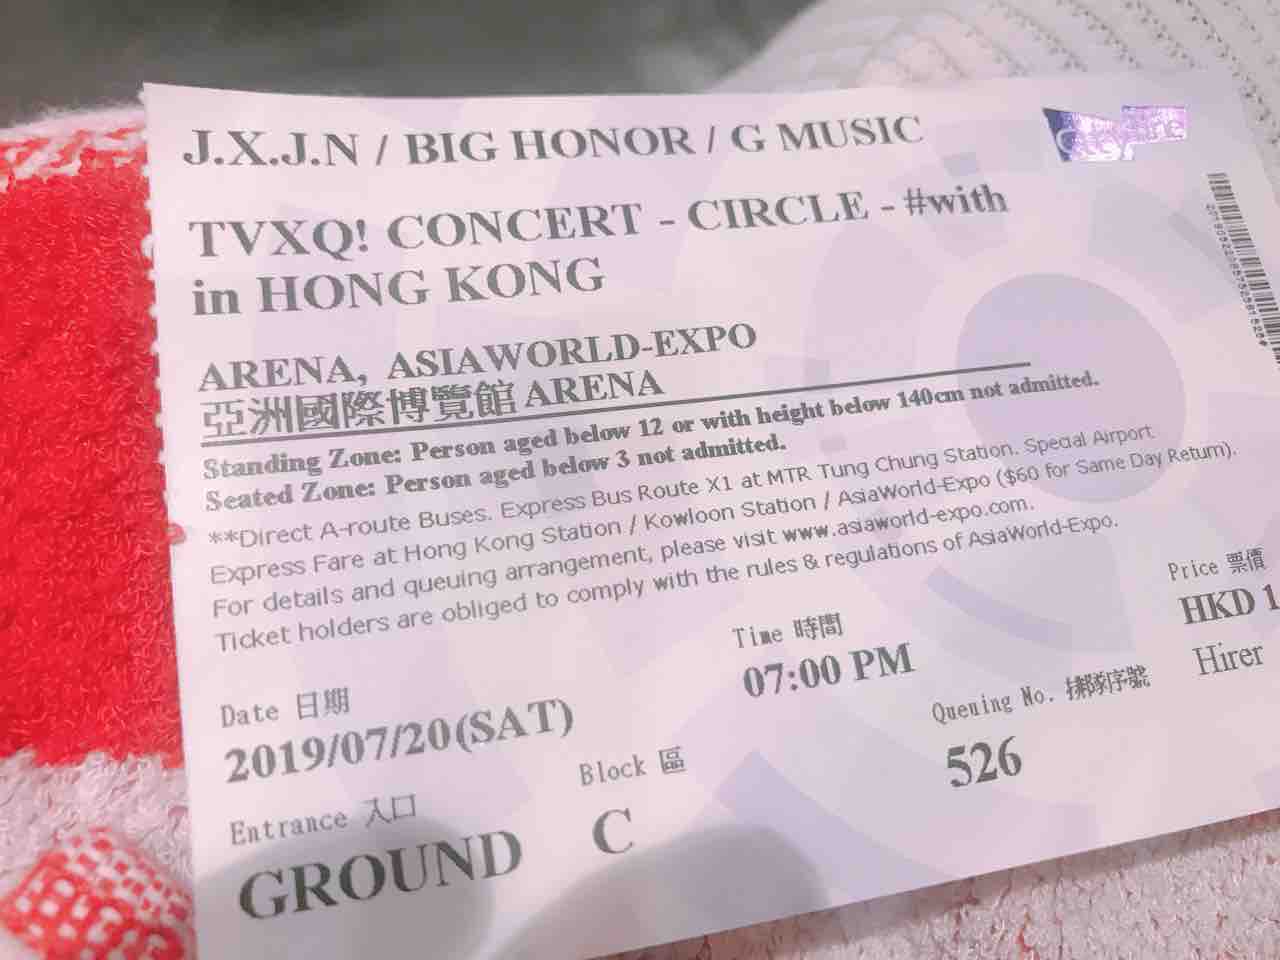 J.X.J.N / BIG HONOR / G MUSIC
TVXQ! CONCERT - CIRCLE - #with
in HONG KONG
ARENA, ASIAWORLD-EXPO
亞洲國際博覽館 ARENA
Standing Zone: Person aged below 12 or with height below 140cm not admitted.
Seated Zone: Person aged below 3 not admitted.
**Direct A-route Buses. Express Bus Route X1 at MTR Tung Chung Station. Special Airport
Express Fare at Hong Kong Station / Kowloon Station / AsiaWorld-Expo ($60 for Same Day Return).
For details and queuing arrangement, please visit www.asiaworld-expo.com.
Ticket holders are obliged to comply with the rules & regulations of AsiaWorld-Expo.
Date 日期
2019/07/20(SAT)
Time 時間
07:00 PM
Price 票價
HKD 1
Hirer
Entrance 入口
GROUND
Block 區
C
Queuing No. 排隊序號
526